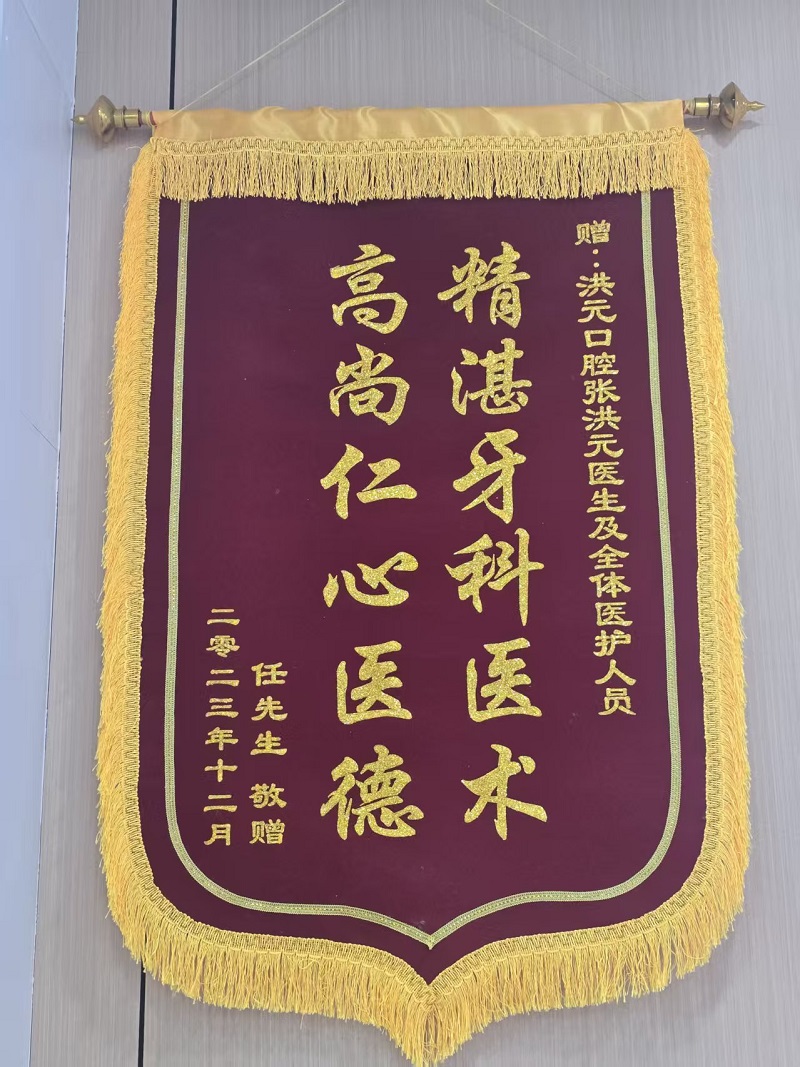 赠：洪元口腔张洪元医生及全体医护人员
精湛牙科医术
高尚仁心医德
任先生 敬赠
二零二三年十二月